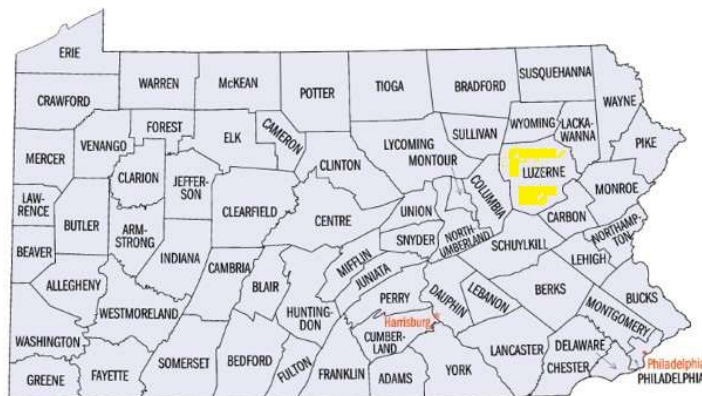 ERIE
CRAWFORD
WARREN
McKEAN
POTTER
TIOGA
BRADFORD
SUSQUEHANNA
WAYNE
WYOMING
LACKA-
WANNA
PIKE
FOREST
ELK
CAMERON
VENANGO
MERCER
CLARION
JEFFER-
SON
CLINTON
LYCOMING
SULLIVAN
MONTOUR
COLUMBIA
LUZERNE
MONROE
CARBON
LAW-
RENCE
BUTLER
ARM-
STRONG
CLEARFIELD
CENTRE
UNION
SNYDER
NORTH-
UMBERLAND
SCHUYLKILL
NORTHAMP-
TON
LEHIGH
BEAVER
ALLEGHENY
INDIANA
CAMBRIA
BLAIR
MIFFLIN
JUNIATA
HUNTING-
DON
PERRY
DAUPHIN
LEBANON
BERKS
BUCKS
MONTGOMERY
WESTMORELAND
WASHINGTON
Harrisburg
CUMBER-
LAND
LANCASTER
DELAWARE
CHESTER
Philadelphia
PHILADELPHIA
GREENE
FAYETTE
SOMERSET
BEDFORD
FULTON
FRANKLIN
ADAMS
YORK